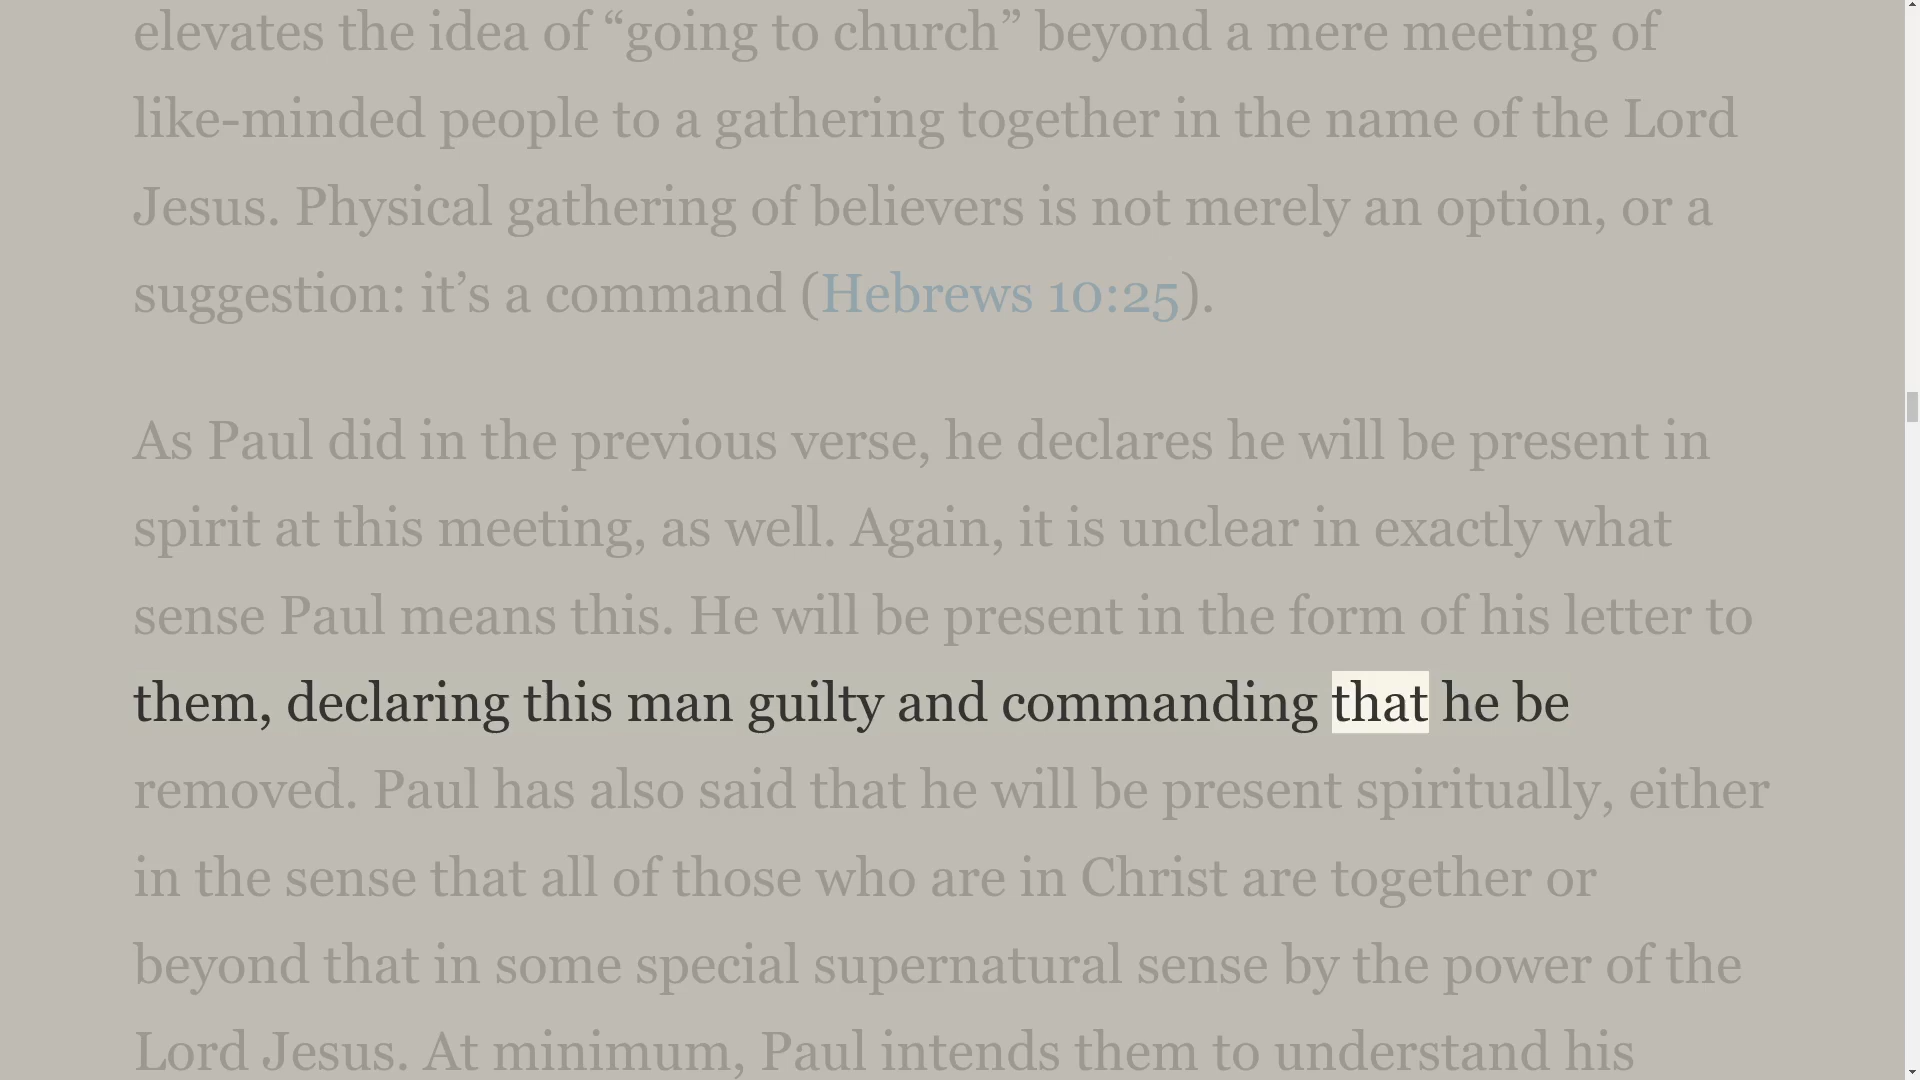 elevates the idea of “going to church” beyond a mere meeting of
like-minded people to a gathering together in the name of the Lord
Jesus. Physical gathering of believers is not merely an option, or a
suggestion: it’s a command (Hebrews 10:25).
As Paul did in the previous verse, he declares he will be present in
spirit at this meeting, as well. Again, it is unclear in exactly what
sense Paul means this. He will be present in the form of his letter to
them, declaring this man guilty and commanding that he be
removed. Paul has also said that he will be present spiritually, either
in the sense that all of those who are in Christ are together or
beyond that in some special supernatural sense by the power of the
Lord Jesus. At minimum, Paul intends them to understand his